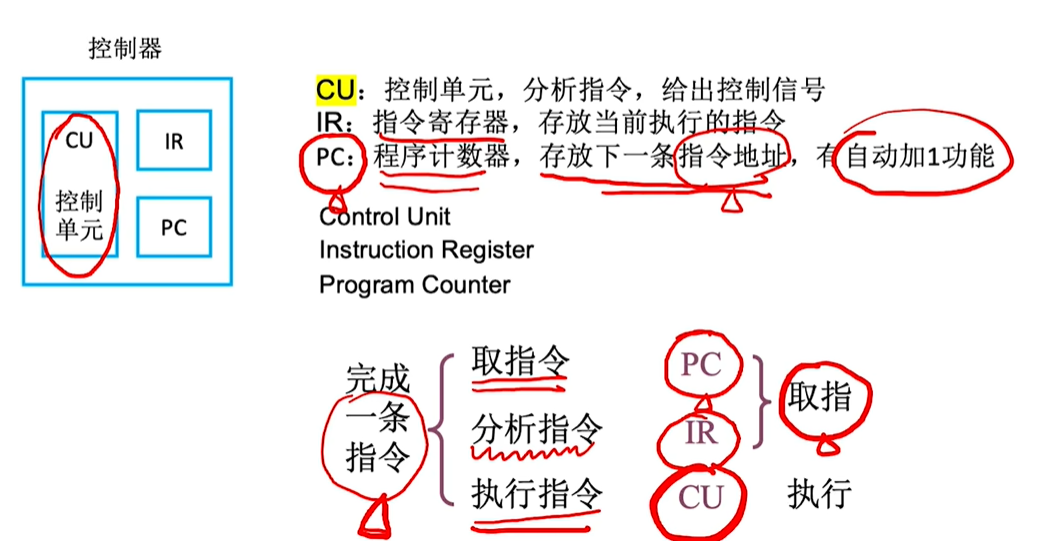 控制器
CU
控制
单元
IR
PC
CU：控制单元，分析指令，给出控制信号
IR：指令寄存器，存放当前执行的指令
PC：程序计数器，存放下一条指令地址，有自动加1功能
Control Unit
Instruction Register
Program Counter
完成
一条
指令
取指令
分析指令
执行指令
PC
IR
CU
取指
执行